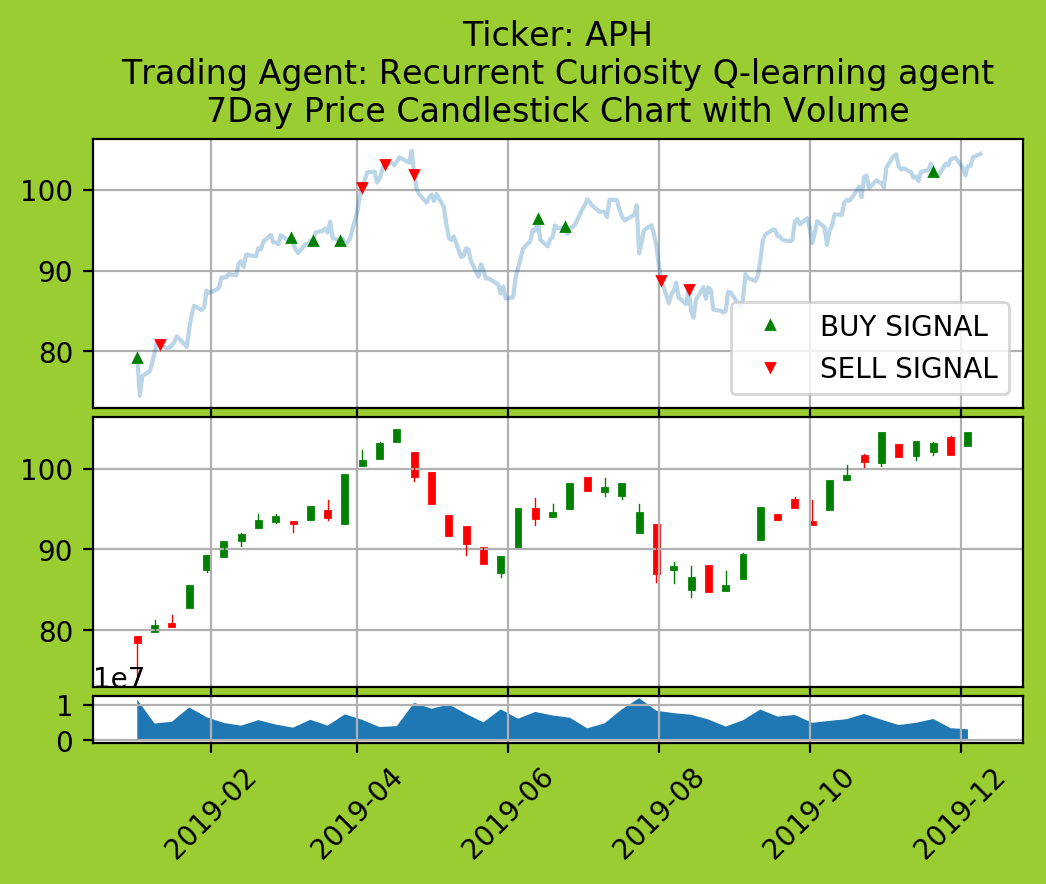 Ticker: APH
Trading Agent: Recurrent Curiosity Q-learning agent
7Day Price Candlestick Chart with Volume
100
90
80
BUY SIGNAL
SELL SIGNAL
100
90
80
1e7
1
0
2019-02
2019-04
2019-06
2019-08
2019-10
2019-12